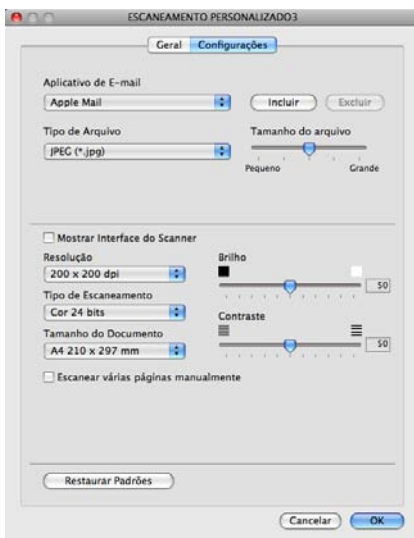 ESCANEAMENTO PERSONALIZADO3
Geral Configurações
Aplicativo de E-mail
Apple Mail Incluir Excluir
Tipo de Arquivo Tamanho do arquivo
JPEG (*.jpg)
Pequeno Grande
Mostrar Interface do Scanner
Resolução Brilho
200 x 200 dpi 50
Tipo de Escaneamento
Cor 24 bits Contraste
Tamanho do Documento
A4 210 x 297 mm 50
Escanear várias páginas manualmente
Restaurar Padrões
Cancelar OK